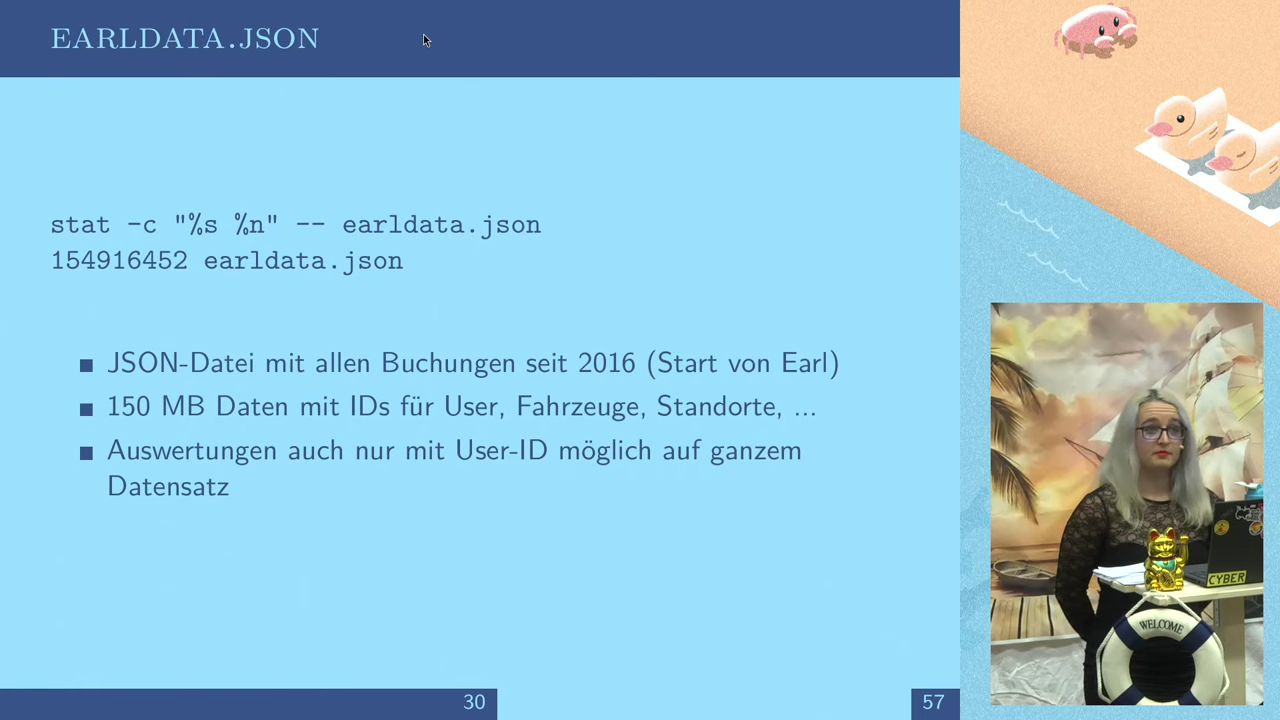 EARLDATA.JSON
stat -c "%s %n" -- earldata.json
154916452 earldata.json
JSON-Datei mit allen Buchungen seit 2016 (Start von Earl)
150 MB Daten mit IDs für User, Fahrzeuge, Standorte, ...
Auswertungen auch nur mit User-ID möglich auf ganzem
Datensatz
30
57
CYBER
WELCOME